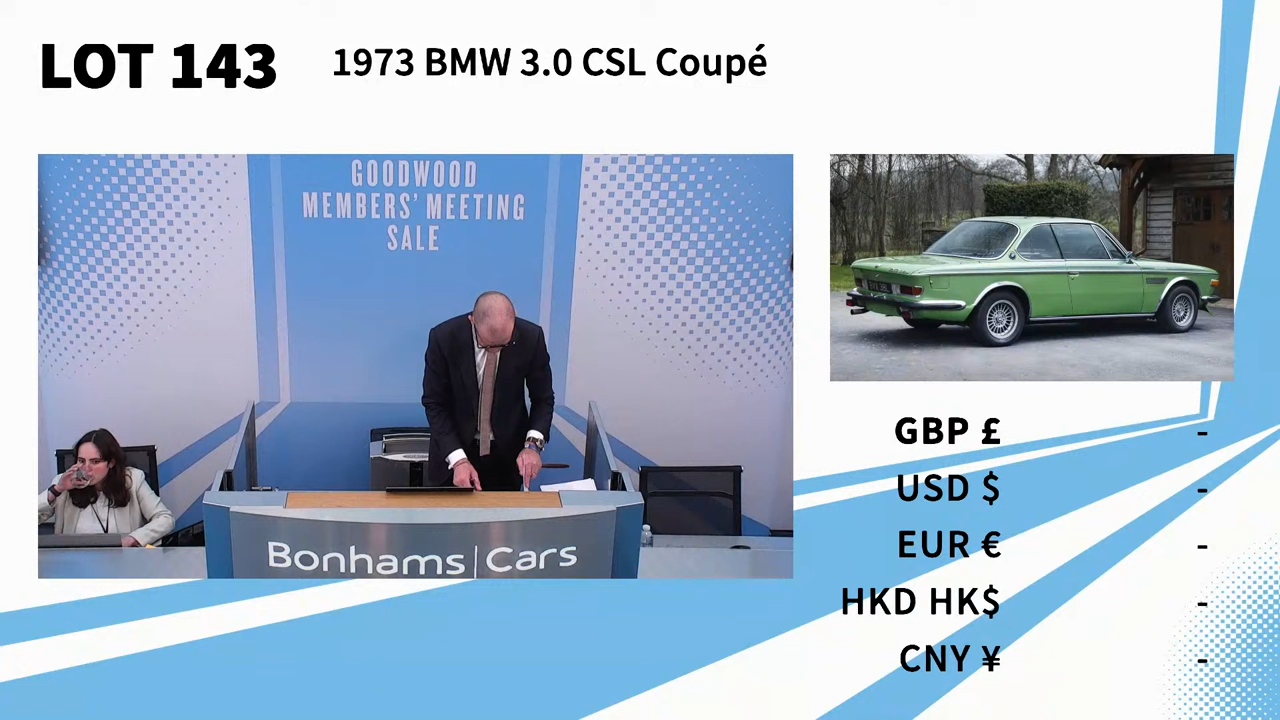 LOT 143
1973 BMW 3.0 CSL Coupé
GOODWOOD
MEMBERS' MEETING
SALE
Bonhams|Cars
GBP £ -
USD $ -
EUR € -
HKD HK$ -
CNY ¥ -